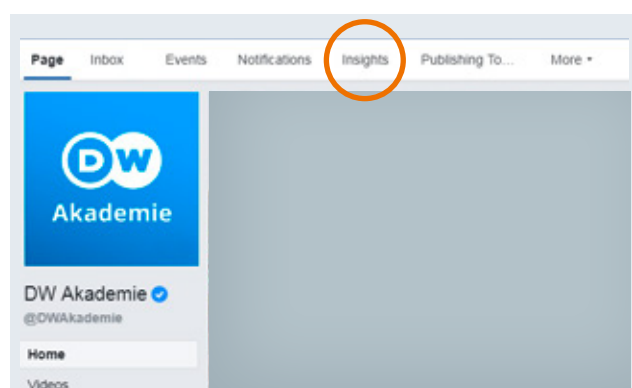 Page Inbox Events Notifications Insights Publishing To... More
DW
Akademie
DW Akademie
@DWAkademie
Home
Videos